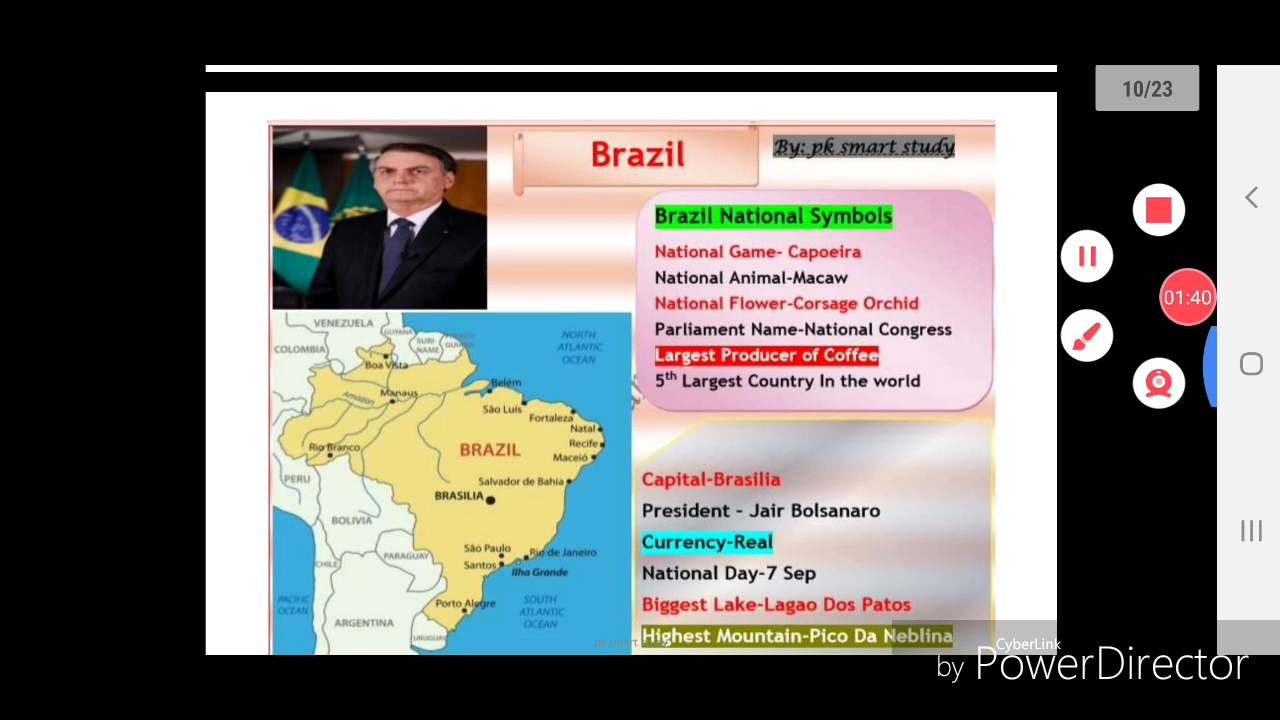 10/23
Brazil
By: pk smart study
Brazil National Symbols
National Game- Capoeira
National Animal-Macaw
National Flower-Corsage Orchid
Parliament Name-National Congress
Largest Producer of Coffee
5th Largest Country In the world
01:40
VENEZUELA
GUYANA
SURI-
NAME
COLOMBIA
NORTH
ATLANTIC
OCEAN
Boa Vista
Belém
Amazon
Manaus
São Luís
Fortaleza
Natal
Recife
Maceió
Rio Branco
BRAZIL
PERU
Salvador de Bahia
BRASILIA
BOLIVIA
São Paulo
Rio de Janeiro
PARAGUAY
CHILE
Santos
Ilha Grande
PACIFIC
OCEAN
Porto Alegre
SOUTH
ATLANTIC
OCEAN
ARGENTINA
URUGUAY
Capital-Brasilia
President - Jair Bolsanaro
Currency-Real
National Day-7 Sep
Biggest Lake-Lagao Dos Patos
Highest Mountain-Pico Da Neblina
CyberLink
by PowerDirector